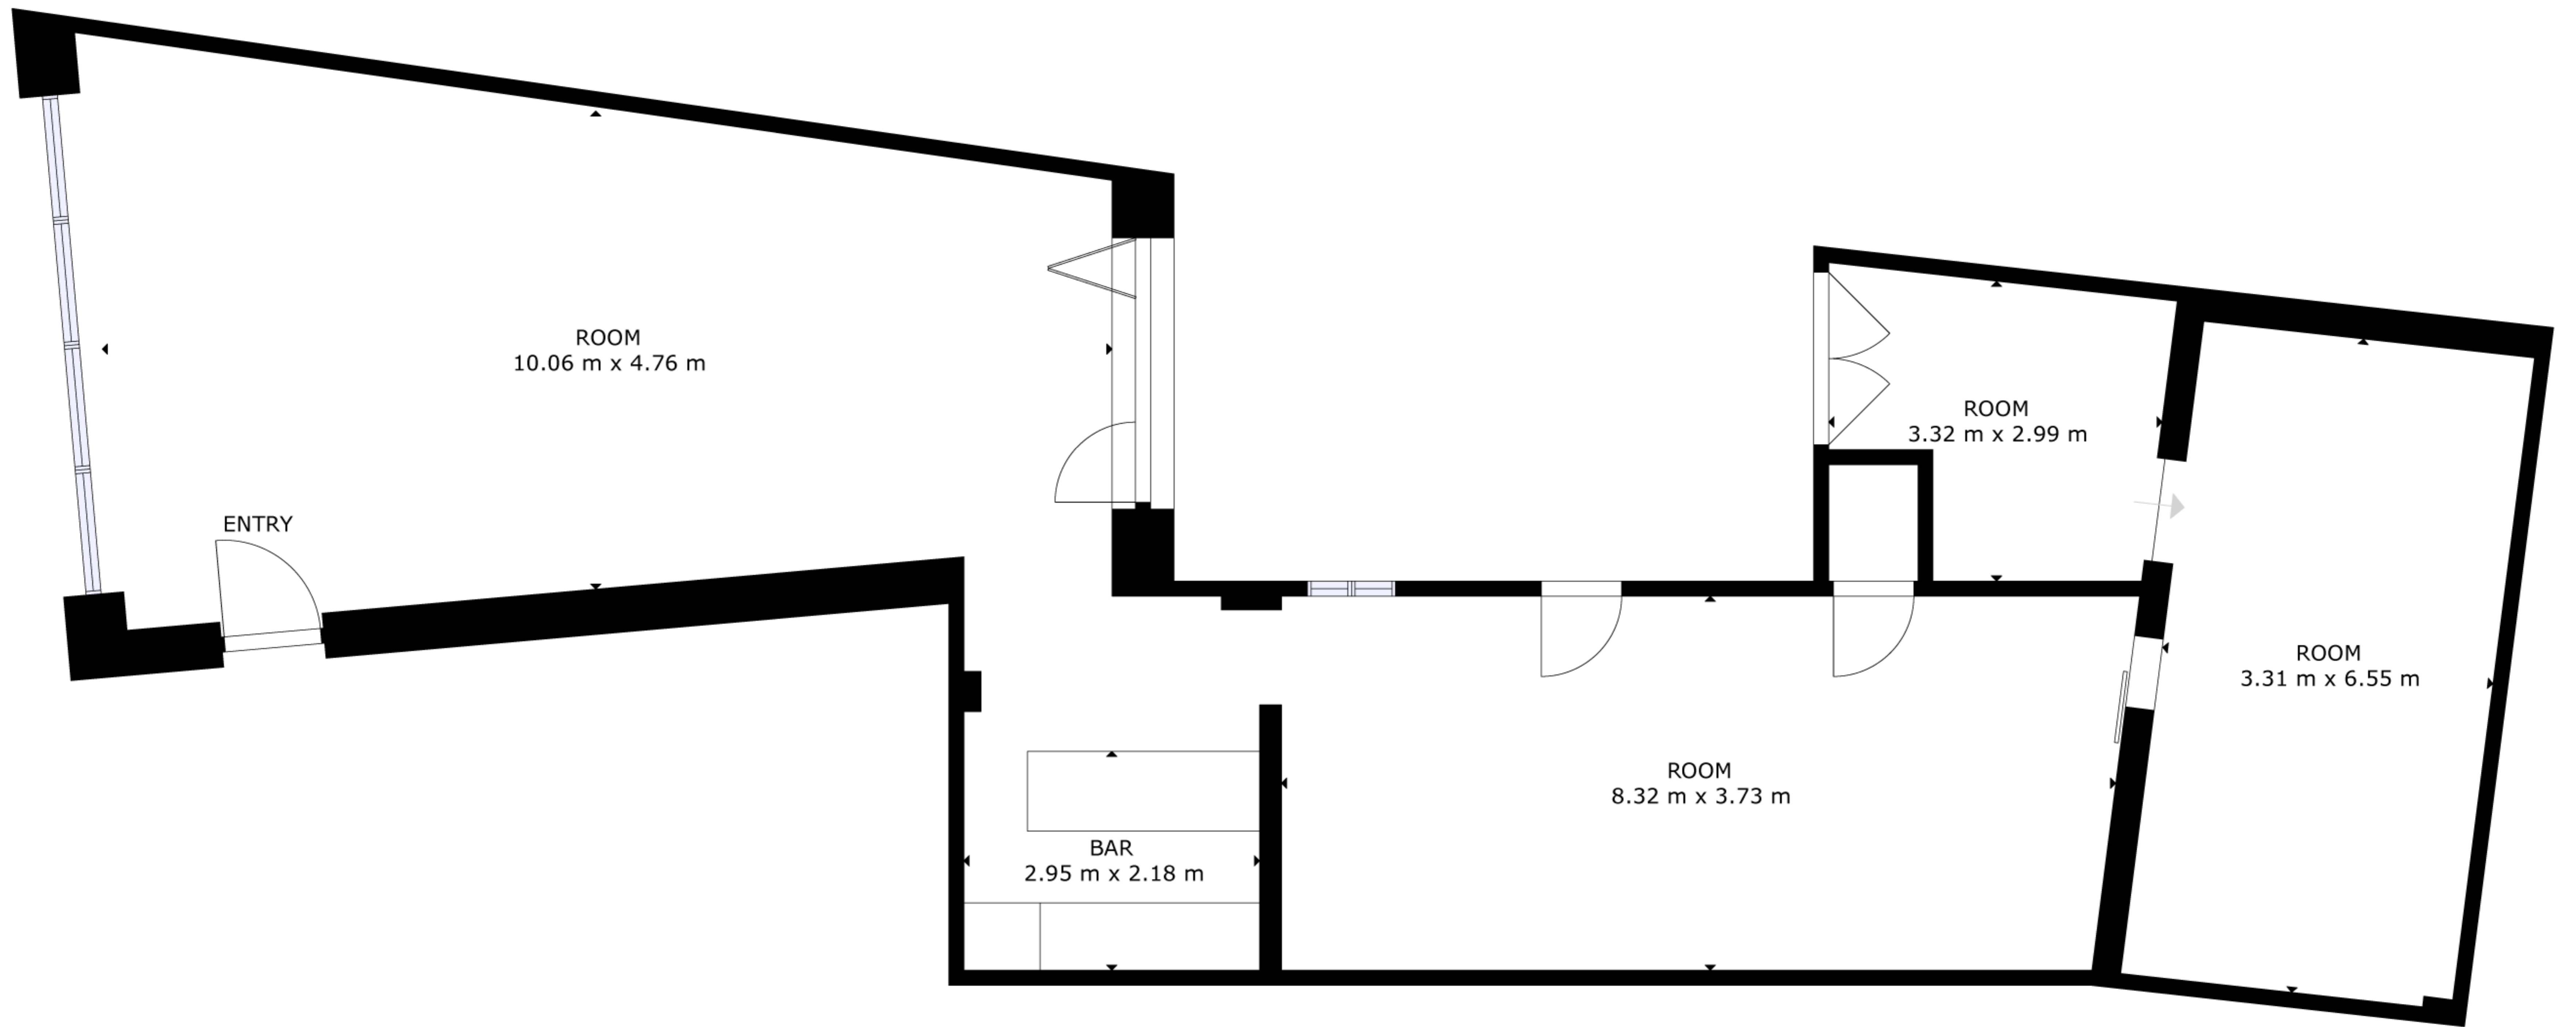 ROOM
10.06 m x 4.76 m
ENTRY
ROOM
3.32 m x 2.99 m
ROOM
3.31 m x 6.55 m
ROOM
8.32 m x 3.73 m
BAR
2.95 m x 2.18 m